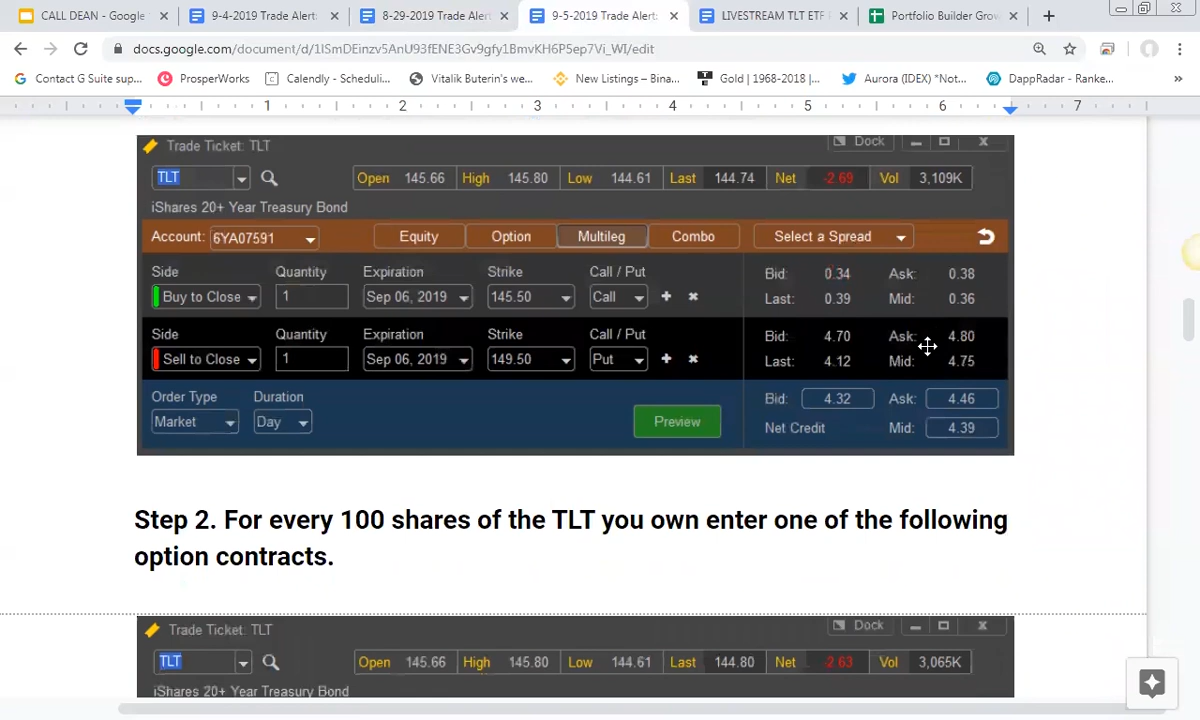 CALL DEAN - Google
9-4-2019 Trade Alert:
8-29-2019 Trade Aler
9-5-2019 Trade Alert:
LIVESTREAM TLT ETF
Portfolio Builder Grov
docs.google.com/document/d/1lSmDEinzv5AnU93fENE3Gv9gfy1BmvKH6P5ep7Vi_WI/edit
Contact G Suite sup...
ProsperWorks
Calendly - Scheduli...
Vitalik Buterin's we...
New Listings – Bina...
Gold | 1968-2018 |...
Aurora (IDEX) *Not...
DappRadar - Ranke...
»
1 2 3 4 5 6 7
Trade Ticket: TLT Dock
TLT Open 145.66 High 145.80 Low 144.61 Last 144.74 Net -2.69 Vol 3,109K
iShares 20+ Year Treasury Bond
Account: 6YA07591 Equity Option Multileg Combo Select a Spread
Side Quantity Expiration Strike Call / Put Bid: 0.34 Ask: 0.38
Buy to Close 1 Sep 06, 2019 145.50 Call Last: 0.39 Mid: 0.36
Side Quantity Expiration Strike Call / Put Bid: 4.70 Ask: 4.80
Sell to Close 1 Sep 06, 2019 149.50 Put Last: 4.12 Mid: 4.75
Order Type Duration Bid: 4.32 Ask: 4.46
Market Day Preview Net Credit Mid: 4.39
Step 2. For every 100 shares of the TLT you own enter one of the following
option contracts.
Trade Ticket: TLT Dock
TLT Open 145.66 High 145.80 Low 144.61 Last 144.80 Net -2.63 Vol 3,065K
iShares 20+ Year Treasury Bond